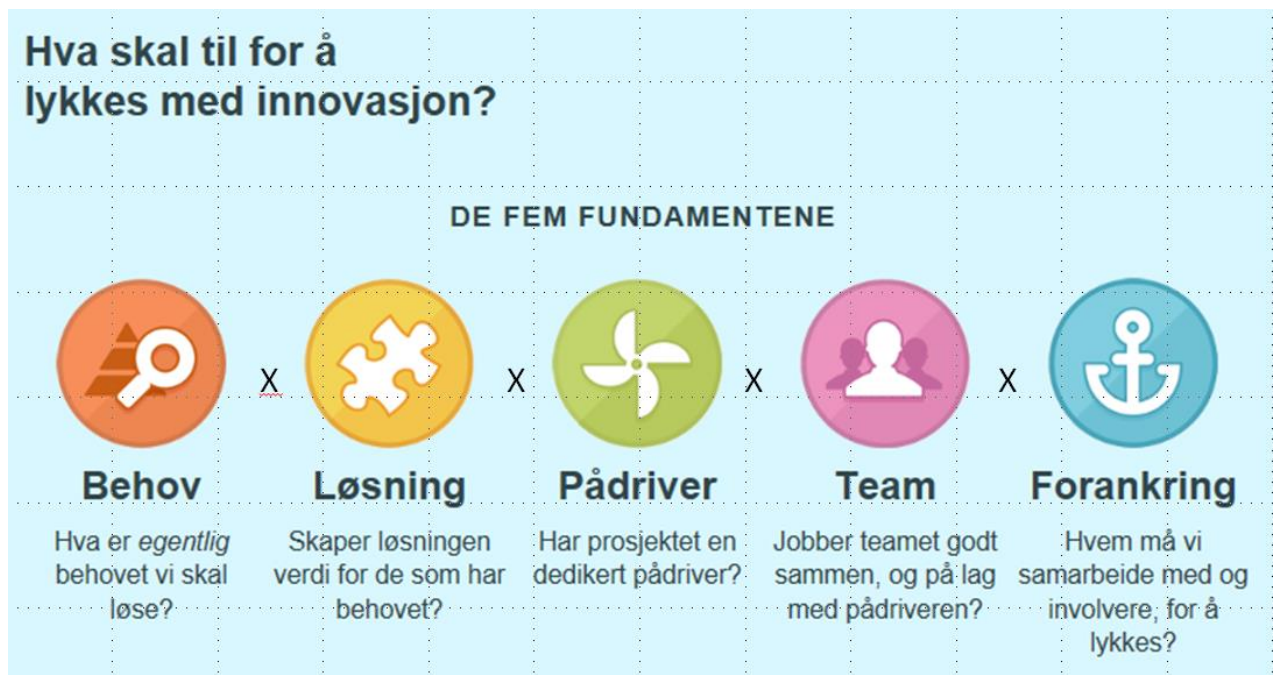 Hva skal til for å
lykkes med innovasjon?
DE FEM FUNDAMENTENE
X X X X
Behov
Hva er egentlig
behovet vi skal
løse?
Løsning
Skaper løsningen
verdi for de som har
behovet?
Pådriver
Har prosjektet en
dedikert pådriver?
Team
Jobber teamet godt
sammen, og på lag
med pådriveren?
Forankring
Hvem må vi
samarbeide med og
involvere, for å
lykkes?